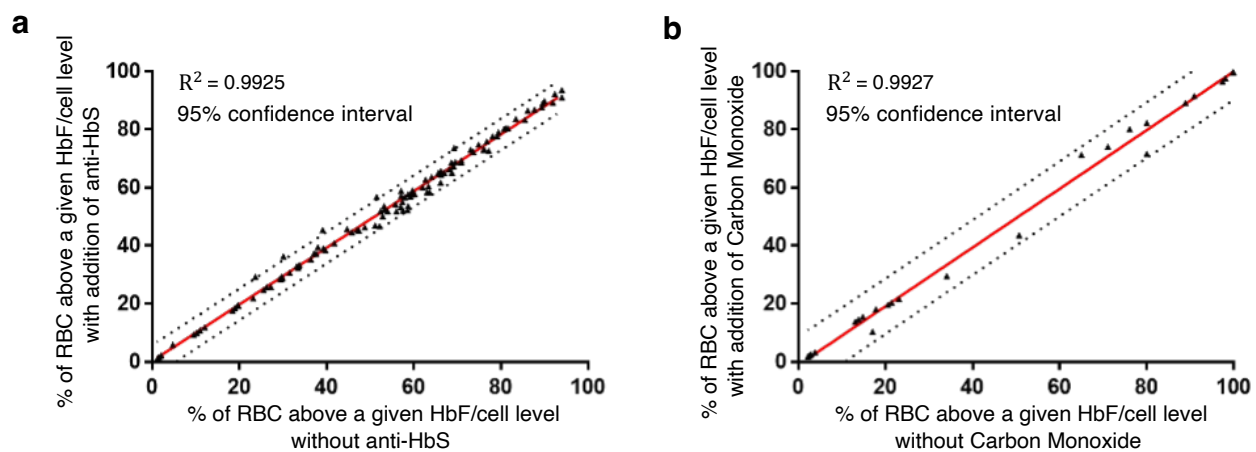 a
% of RBC above a given HbF/cell level
with addition of anti-HbS
R² = 0.9925
95% confidence interval
100
80
60
40
20
0
0 20 40 60 80 100
% of RBC above a given HbF/cell level
without anti-HbS
b
% of RBC above a given HbF/cell level
with addition of Carbon Monoxide
R² = 0.9927
95% confidence interval
100
80
60
40
20
0
0 20 40 60 80 100
% of RBC above a given HbF/cell level
without Carbon Monoxide